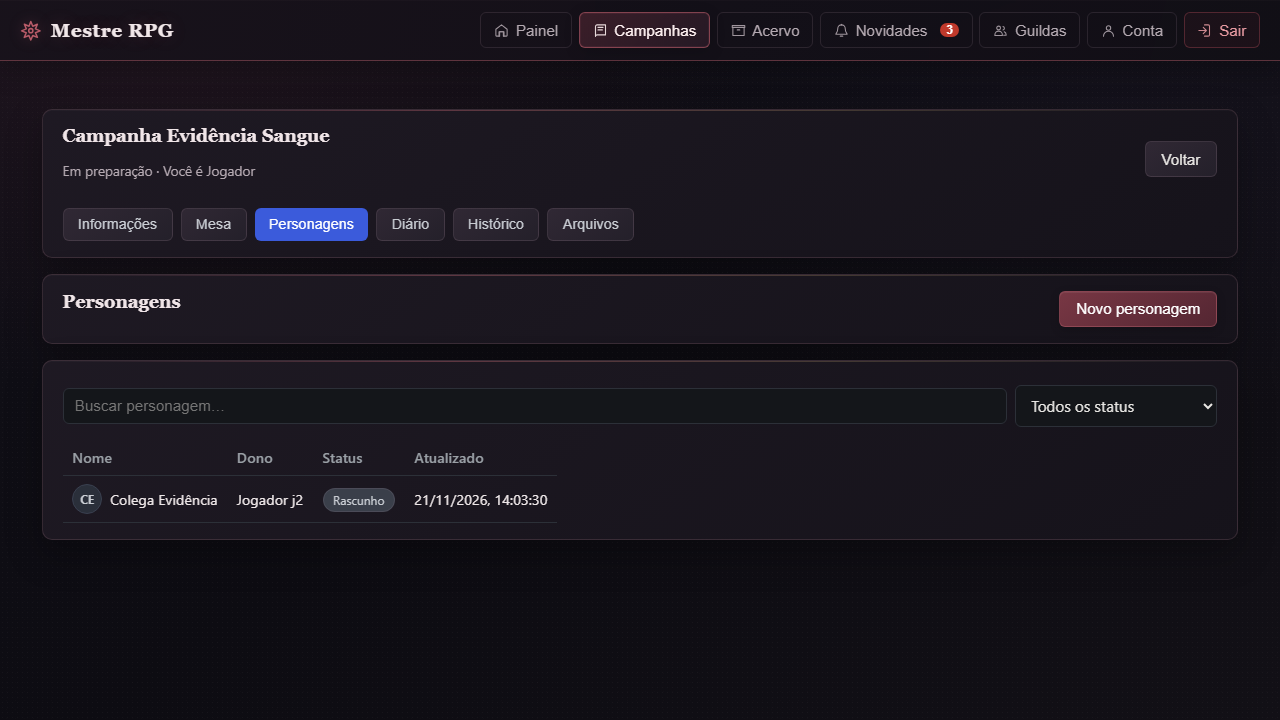 Mestre RPG
Painel
Campanhas
Acervo
Novidades 3
Guildas
Conta
Sair
Campanha Evidência Sangue
Em preparação · Você é Jogador
Voltar
Informações
Mesa
Personagens
Diário
Histórico
Arquivos
Personagens
Novo personagem
Buscar personagem...
Todos os status
Nome Dono Status Atualizado
CE Colega Evidência Jogador j2 Rascunho 21/11/2026, 14:03:30